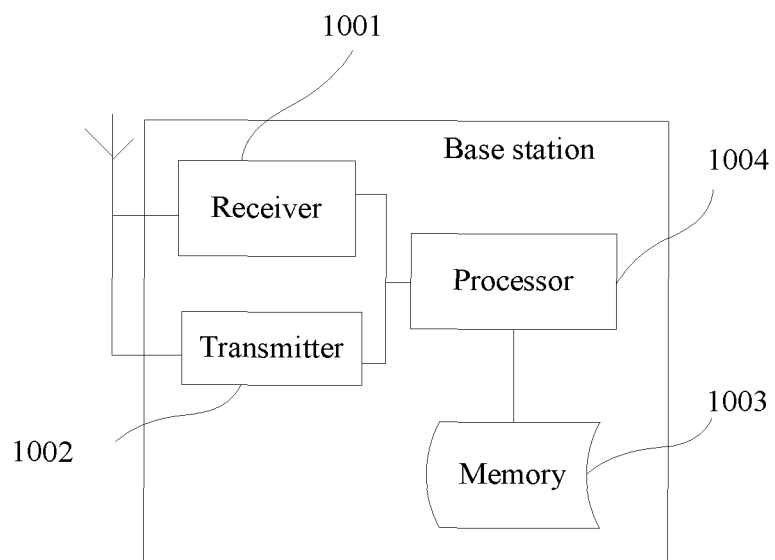 1001
Base station
1004
Receiver
Processor
Transmitter
1003
1002
Memory